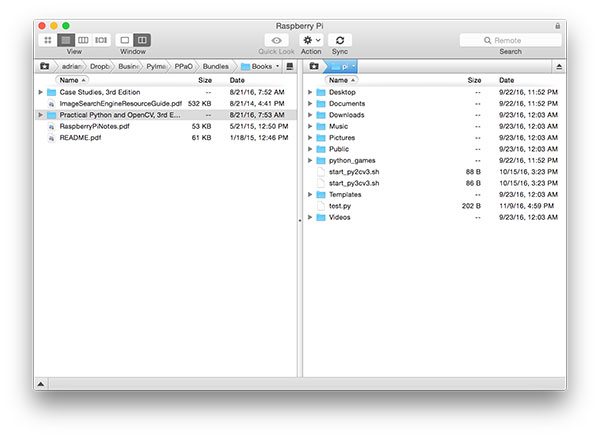 Raspberry Pi
View Window Quick Look Action Sync Remote Search
adrian Dropb Busine PyIma PPaO Bundles Books
Name Size Date
Case Studies, 3rd Edition -- 8/21/16, 7:52 AM
ImageSearchEngineResourceGuide.pdf 532 KB 8/21/14, 4:41 PM
Practical Python and OpenCV, 3rd E... -- 8/21/16, 7:53 AM
RaspberryPiNotes.pdf 53 KB 5/21/15, 12:50 PM
README.pdf 61 KB 1/18/15, 12:46 PM
pi
Name Size Date
Desktop -- 9/22/16, 11:52 PM
Documents -- 9/22/16, 11:52 PM
Downloads -- 9/23/16, 12:03 AM
Music -- 9/23/16, 12:03 AM
Pictures -- 9/23/16, 12:03 AM
Public -- 9/23/16, 12:03 AM
python_games -- 9/22/16, 11:52 PM
start_py2cv3.sh 88 B 10/15/16, 3:23 PM
start_py3cv3.sh 86 B 10/15/16, 3:23 PM
Templates -- 9/23/16, 12:03 AM
test.py 202 B 11/9/16, 4:59 PM
Videos -- 9/23/16, 12:03 AM